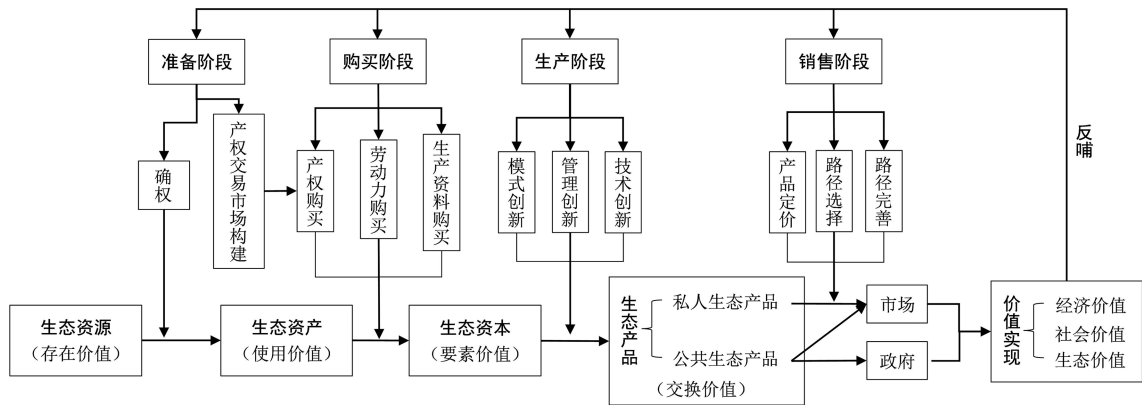 准备阶段
购买阶段
生产阶段
销售阶段
反哺
确权
产权交易市场构建
产权购买
劳动力购买
生产资料购买
模式创新
管理创新
技术创新
产品定价
路径选择
路径完善
生态资源
（存在价值）
生态资产
（使用价值）
生态资本
（要素价值）
生态产品
私人生态产品
公共生态产品
（交换价值）
市场
政府
价值实现
经济价值
社会价值
生态价值